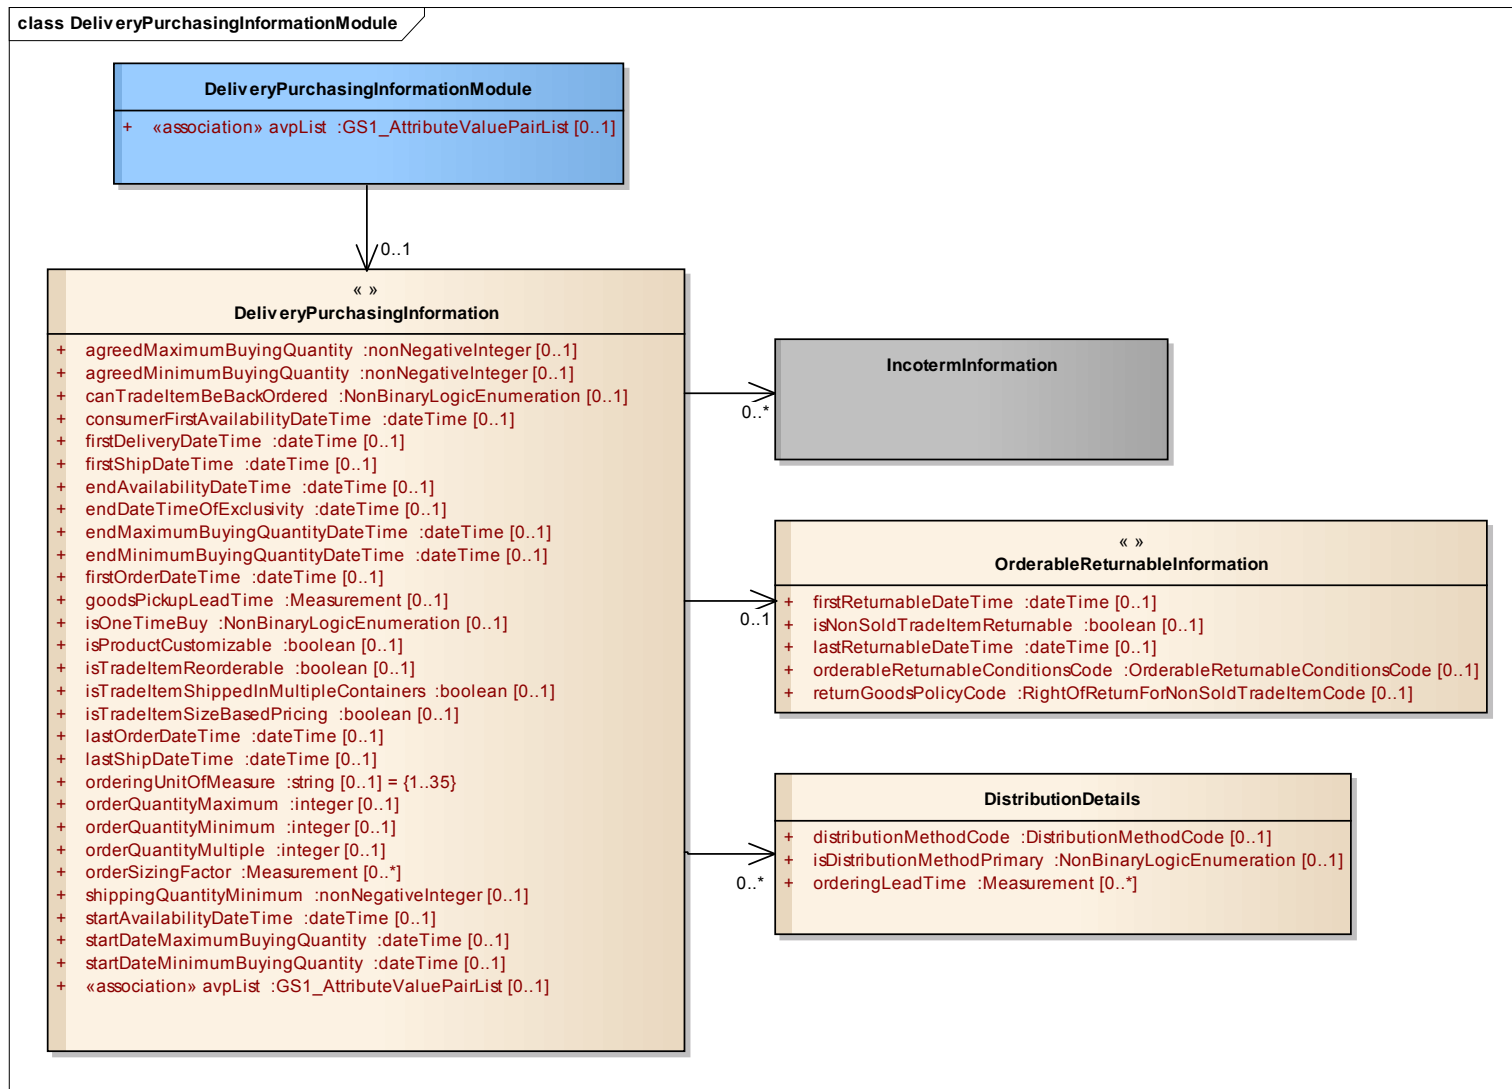 class DeliveryPurchasingInformationModule
DeliveryPurchasingInformationModule
+ «association» avpList :GS1_AttributeValuePairList [0..1]
0..1
« »
DeliveryPurchasingInformation
+ agreedMaximumBuyingQuantity :nonNegativeInteger [0..1]
+ agreedMinimumBuyingQuantity :nonNegativeInteger [0..1]
+ canTradeItemBeBackOrdered :NonBinaryLogicEnumeration [0..1]
+ consumerFirstAvailabilityDateTime :dateTime [0..1]
+ firstDeliveryDateTime :dateTime [0..1]
+ firstShipDateTime :dateTime [0..1]
+ endAvailabilityDateTime :dateTime [0..1]
+ endDateTimeOfExclusivity :dateTime [0..1]
+ endMaximumBuyingQuantityDateTime :dateTime [0..1]
+ endMinimumBuyingQuantityDateTime :dateTime [0..1]
+ firstOrderDateTime :dateTime [0..1]
+ goodsPickupLeadTime :Measurement [0..1]
+ isOneTimeBuy :NonBinaryLogicEnumeration [0..1]
+ isProductCustomizable :boolean [0..1]
+ isTradeItemReorderable :boolean [0..1]
+ isTradeItemShippedInMultipleContainers :boolean [0..1]
+ isTradeItemSizeBasedPricing :boolean [0..1]
+ lastOrderDateTime :dateTime [0..1]
+ lastShipDateTime :dateTime [0..1]
+ orderingUnitOfMeasure :string [0..1] = {1..35}
+ orderQuantityMaximum :integer [0..1]
+ orderQuantityMinimum :integer [0..1]
+ orderQuantityMultiple :integer [0..1]
+ orderSizingFactor :Measurement [0..*]
+ shippingQuantityMinimum :nonNegativeInteger [0..1]
+ startAvailabilityDateTime :dateTime [0..1]
+ startDateMaximumBuyingQuantity :dateTime [0..1]
+ startDateMinimumBuyingQuantity :dateTime [0..1]
+ «association» avpList :GS1_AttributeValuePairList [0..1]
0..*
IncotermInformation
0..1
« »
OrderableReturnableInformation
+ firstReturnableDateTime :dateTime [0..1]
+ isNonSoldTradeItemReturnable :boolean [0..1]
+ lastReturnableDateTime :dateTime [0..1]
+ orderableReturnableConditionsCode :OrderableReturnableConditionsCode [0..1]
+ returnGoodsPolicyCode :RightOfReturnForNonSoldTradeItemCode [0..1]
0..*
DistributionDetails
+ distributionMethodCode :DistributionMethodCode [0..1]
+ isDistributionMethodPrimary :NonBinaryLogicEnumeration [0..1]
+ orderingLeadTime :Measurement [0..*]